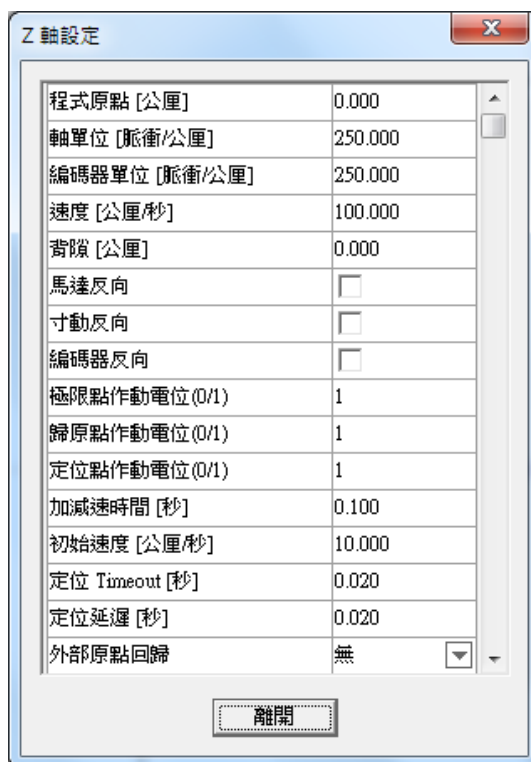 Z 軸設定
程式原點 [公厘] 0.000
軸單位 [脈衝/公厘] 250.000
編碼器單位 [脈衝/公厘] 250.000
速度 [公厘/秒] 100.000
背隙 [公厘] 0.000
馬達反向
寸動反向
編碼器反向
極限點作動電位(0/1) 1
歸原點作動電位(0/1) 1
定位點作動電位(0/1) 1
加減速時間 [秒] 0.100
初始速度 [公厘/秒] 10.000
定位 Timeout [秒] 0.020
定位延遲 [秒] 0.020
外部原點回歸 無
離開